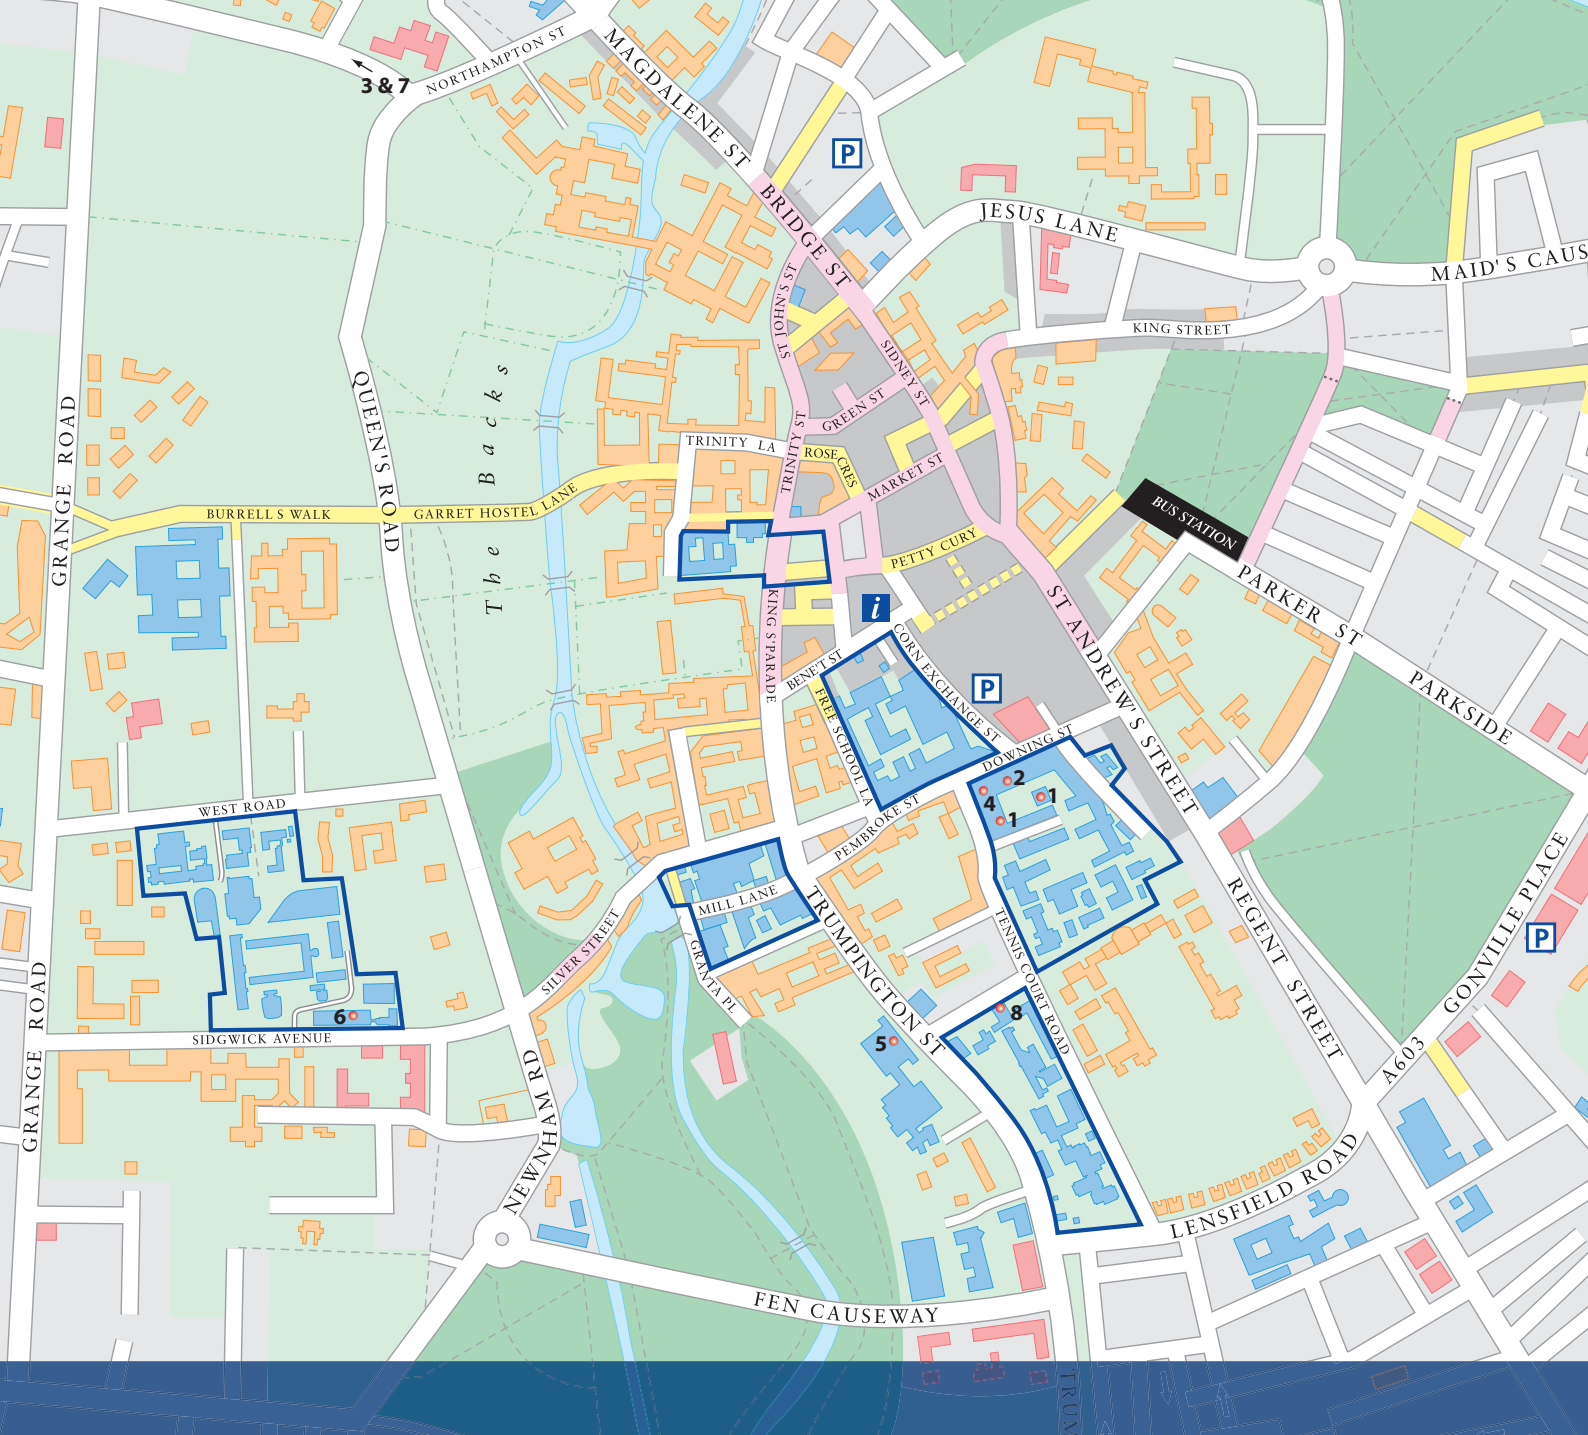 3 & 7
NORTHAMPTON ST
MAGDALENE ST
P
BRIDGE ST
JESUS LANE
MAID'S CAUS
KING STREET
ST JOHN'S ST
SIDNEY ST
GREEN ST
QUEEN'S ROAD
The Backs
GRANGE ROAD
TRINITY LA
TRINITY ST
ROSE CRES
MARKET ST
BURRELL S WALK
GARRET HOSTEL LANE
BUS STATION
PETTY CURY
PARKER ST
PARKSIDE
ST ANDREW'S STREET
i
KING S'PARADE
BENE'T ST
CORN EXCHANGE ST
FREE SCHOOL LA
P
DOWNING ST
2
1
4
1
PEMBROKE ST
WEST ROAD
MILL LANE
TRUMPINGTON ST
TENNIS COURT ROAD
REGENT STREET
GONVILLE PLACE
P
SILVER STREET
GRANTA PL
GRANGE ROAD
6
SIDGWICK AVENUE
5
8
A603
NEWNHAM RD
LENSFIELD ROAD
FEN CAUSEWAY
TRUM